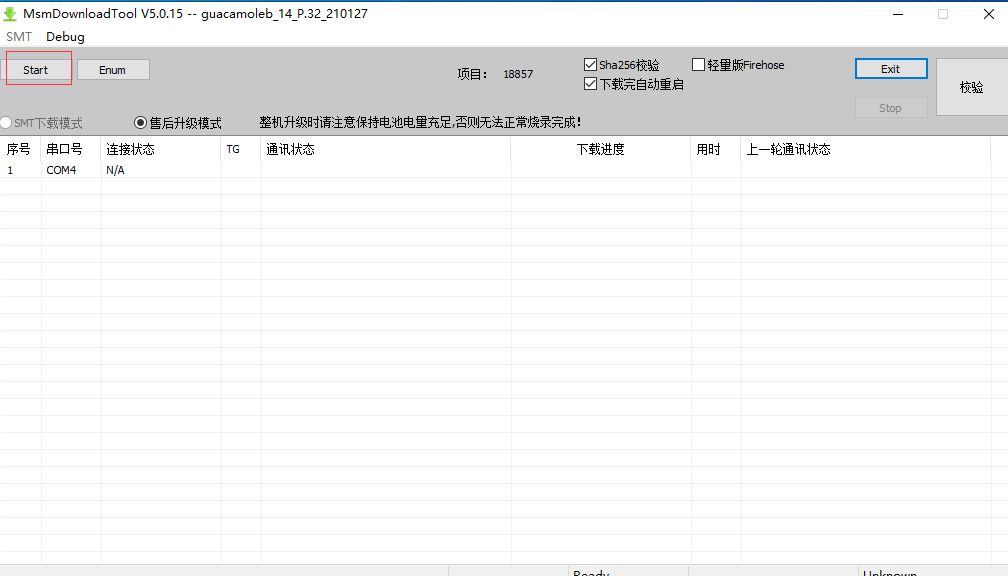 MsmDownloadTool V5.0.15 -- guacamoleb_14_P.32_210127
SMT Debug
Start Enum 项目: 18857 Sha256校验 轻量版Firehose Exit 校验
下载完自动重启
Stop
SMT下载模式 售后升级模式 整机升级时请注意保持电池电量充足,否则无法正常烧录完成!
序号 串口号 连接状态 TG 通讯状态 下载进度 用时 上一轮通讯状态
1 COM4 N/A
Ready Unknown